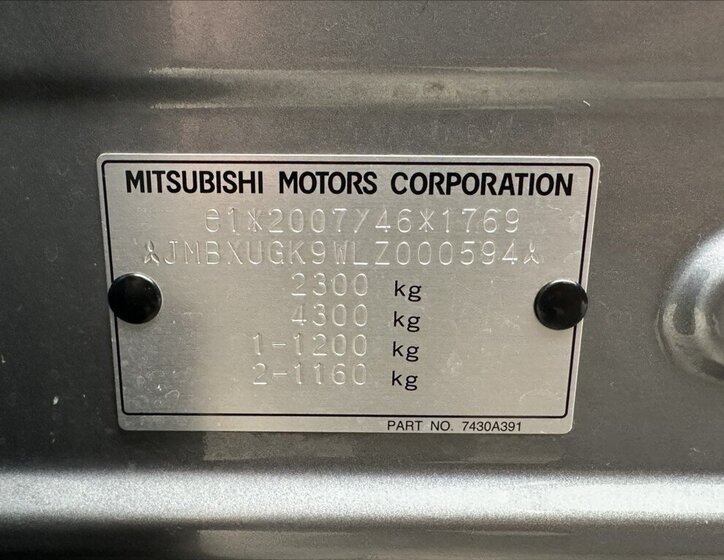 MITSUBISHI MOTORS CORPORATION
e1*2007/46*1769
JMBXUGK9WLZ000594
2300 kg
4300 kg
1-1200 kg
2-1160 kg
PART NO. 7430A391